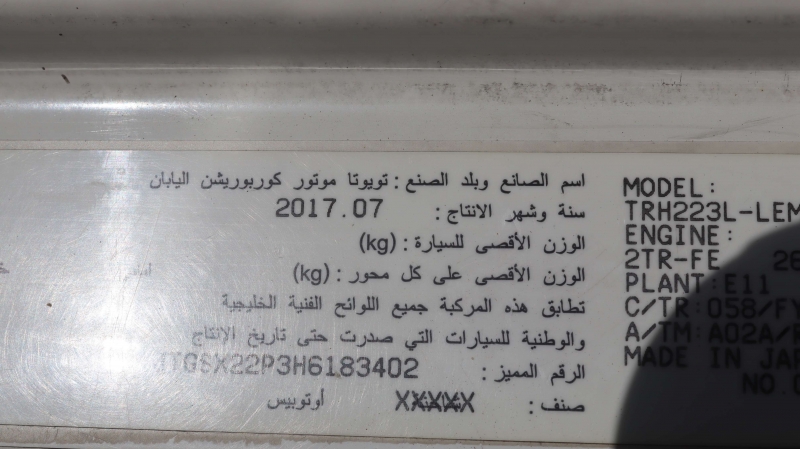 اسم الصانع وبلد الصنع : تويوتا موتور كوربوريشن اليابان
سنة وشهر الانتاج : 2017.07
الوزن الأقصى للسيارة : (kg)
الوزن الأقصى على كل محور : (kg)
تطابق هذه المركبة جميع اللوائح الفنية الخليجية
والوطنية للسيارات التي صدرت حتى تاريخ الإنتاج
الرقم المميز : JTGSX22P3H6183402
صنف : XXXXX أوتوبيس
MODEL:
TRH223L-LEM
ENGINE:
2TR-FE 26
PLANT:E11
C/TR:058/FY
A/TM:A02A/
MADE IN JAP
NO.